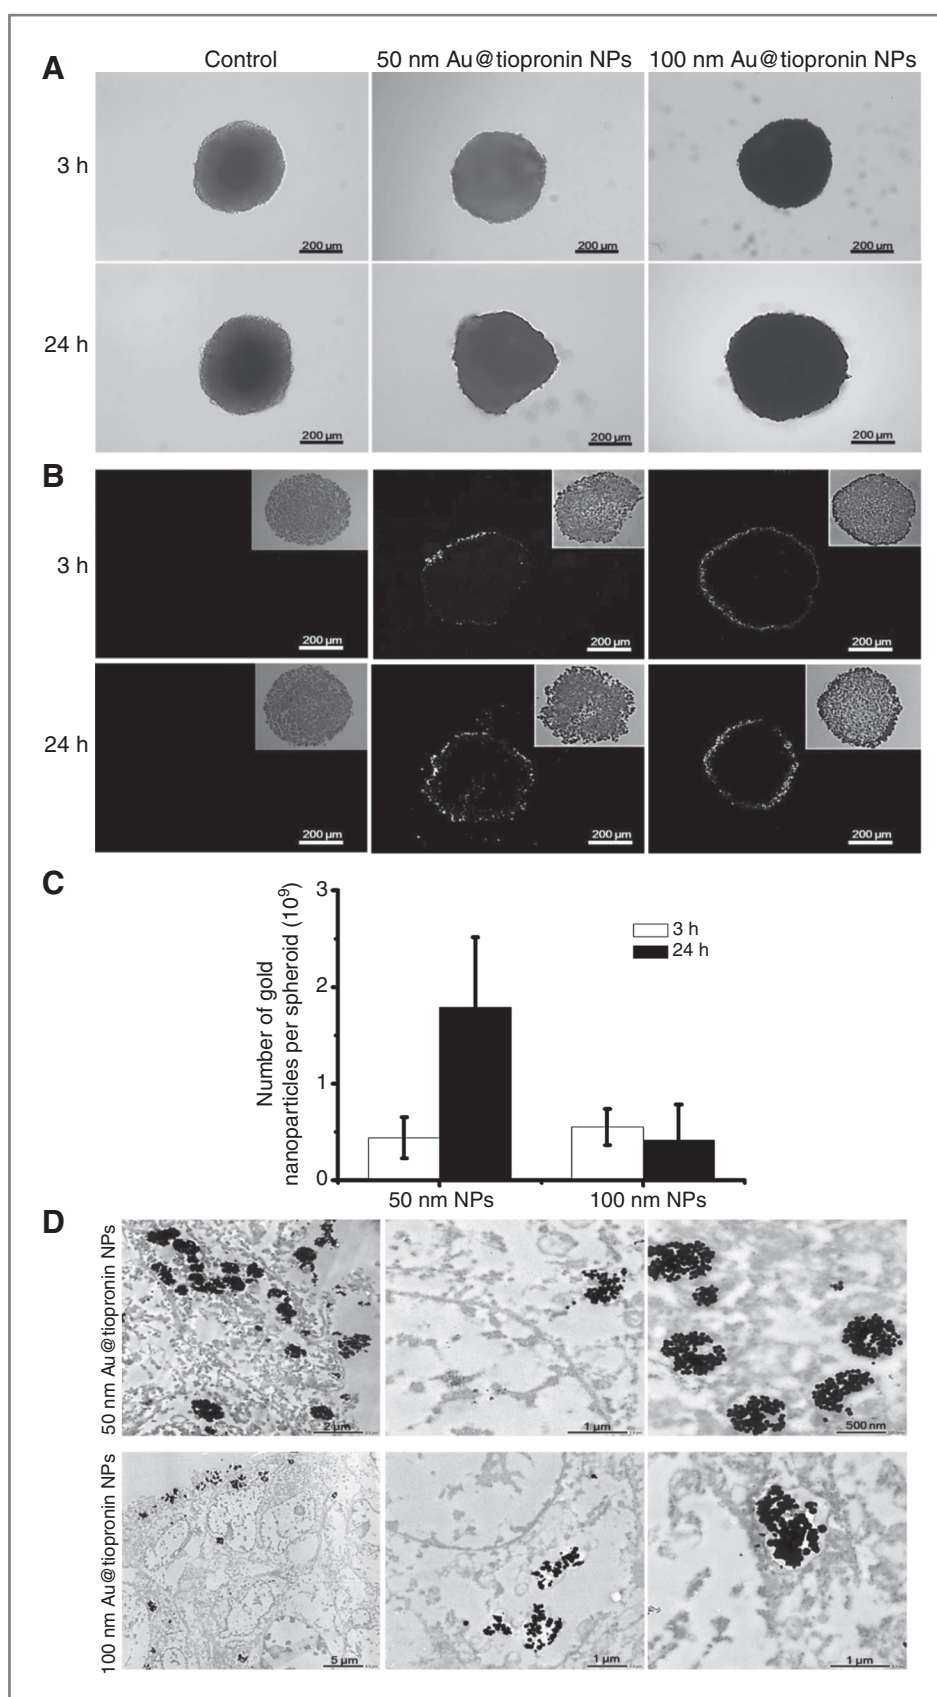 A
Control
50 nm Au@tiopronin NPs
100 nm Au@tiopronin NPs
3 h
200 µm
200 µm
200 µm
24 h
200 µm
200 µm
200 µm
B
3 h
200 µm
200 µm
200 µm
24 h
200 µm
200 µm
200 µm
C
Number of gold
nanoparticles per spheroid (10⁹)
3
2
1
0
3 h
24 h
50 nm NPs
100 nm NPs
D
50 nm Au@tiopronin NPs
2 µm
1 µm
500 nm
100 nm Au@tiopronin NPs
5 µm
1 µm
1 µm